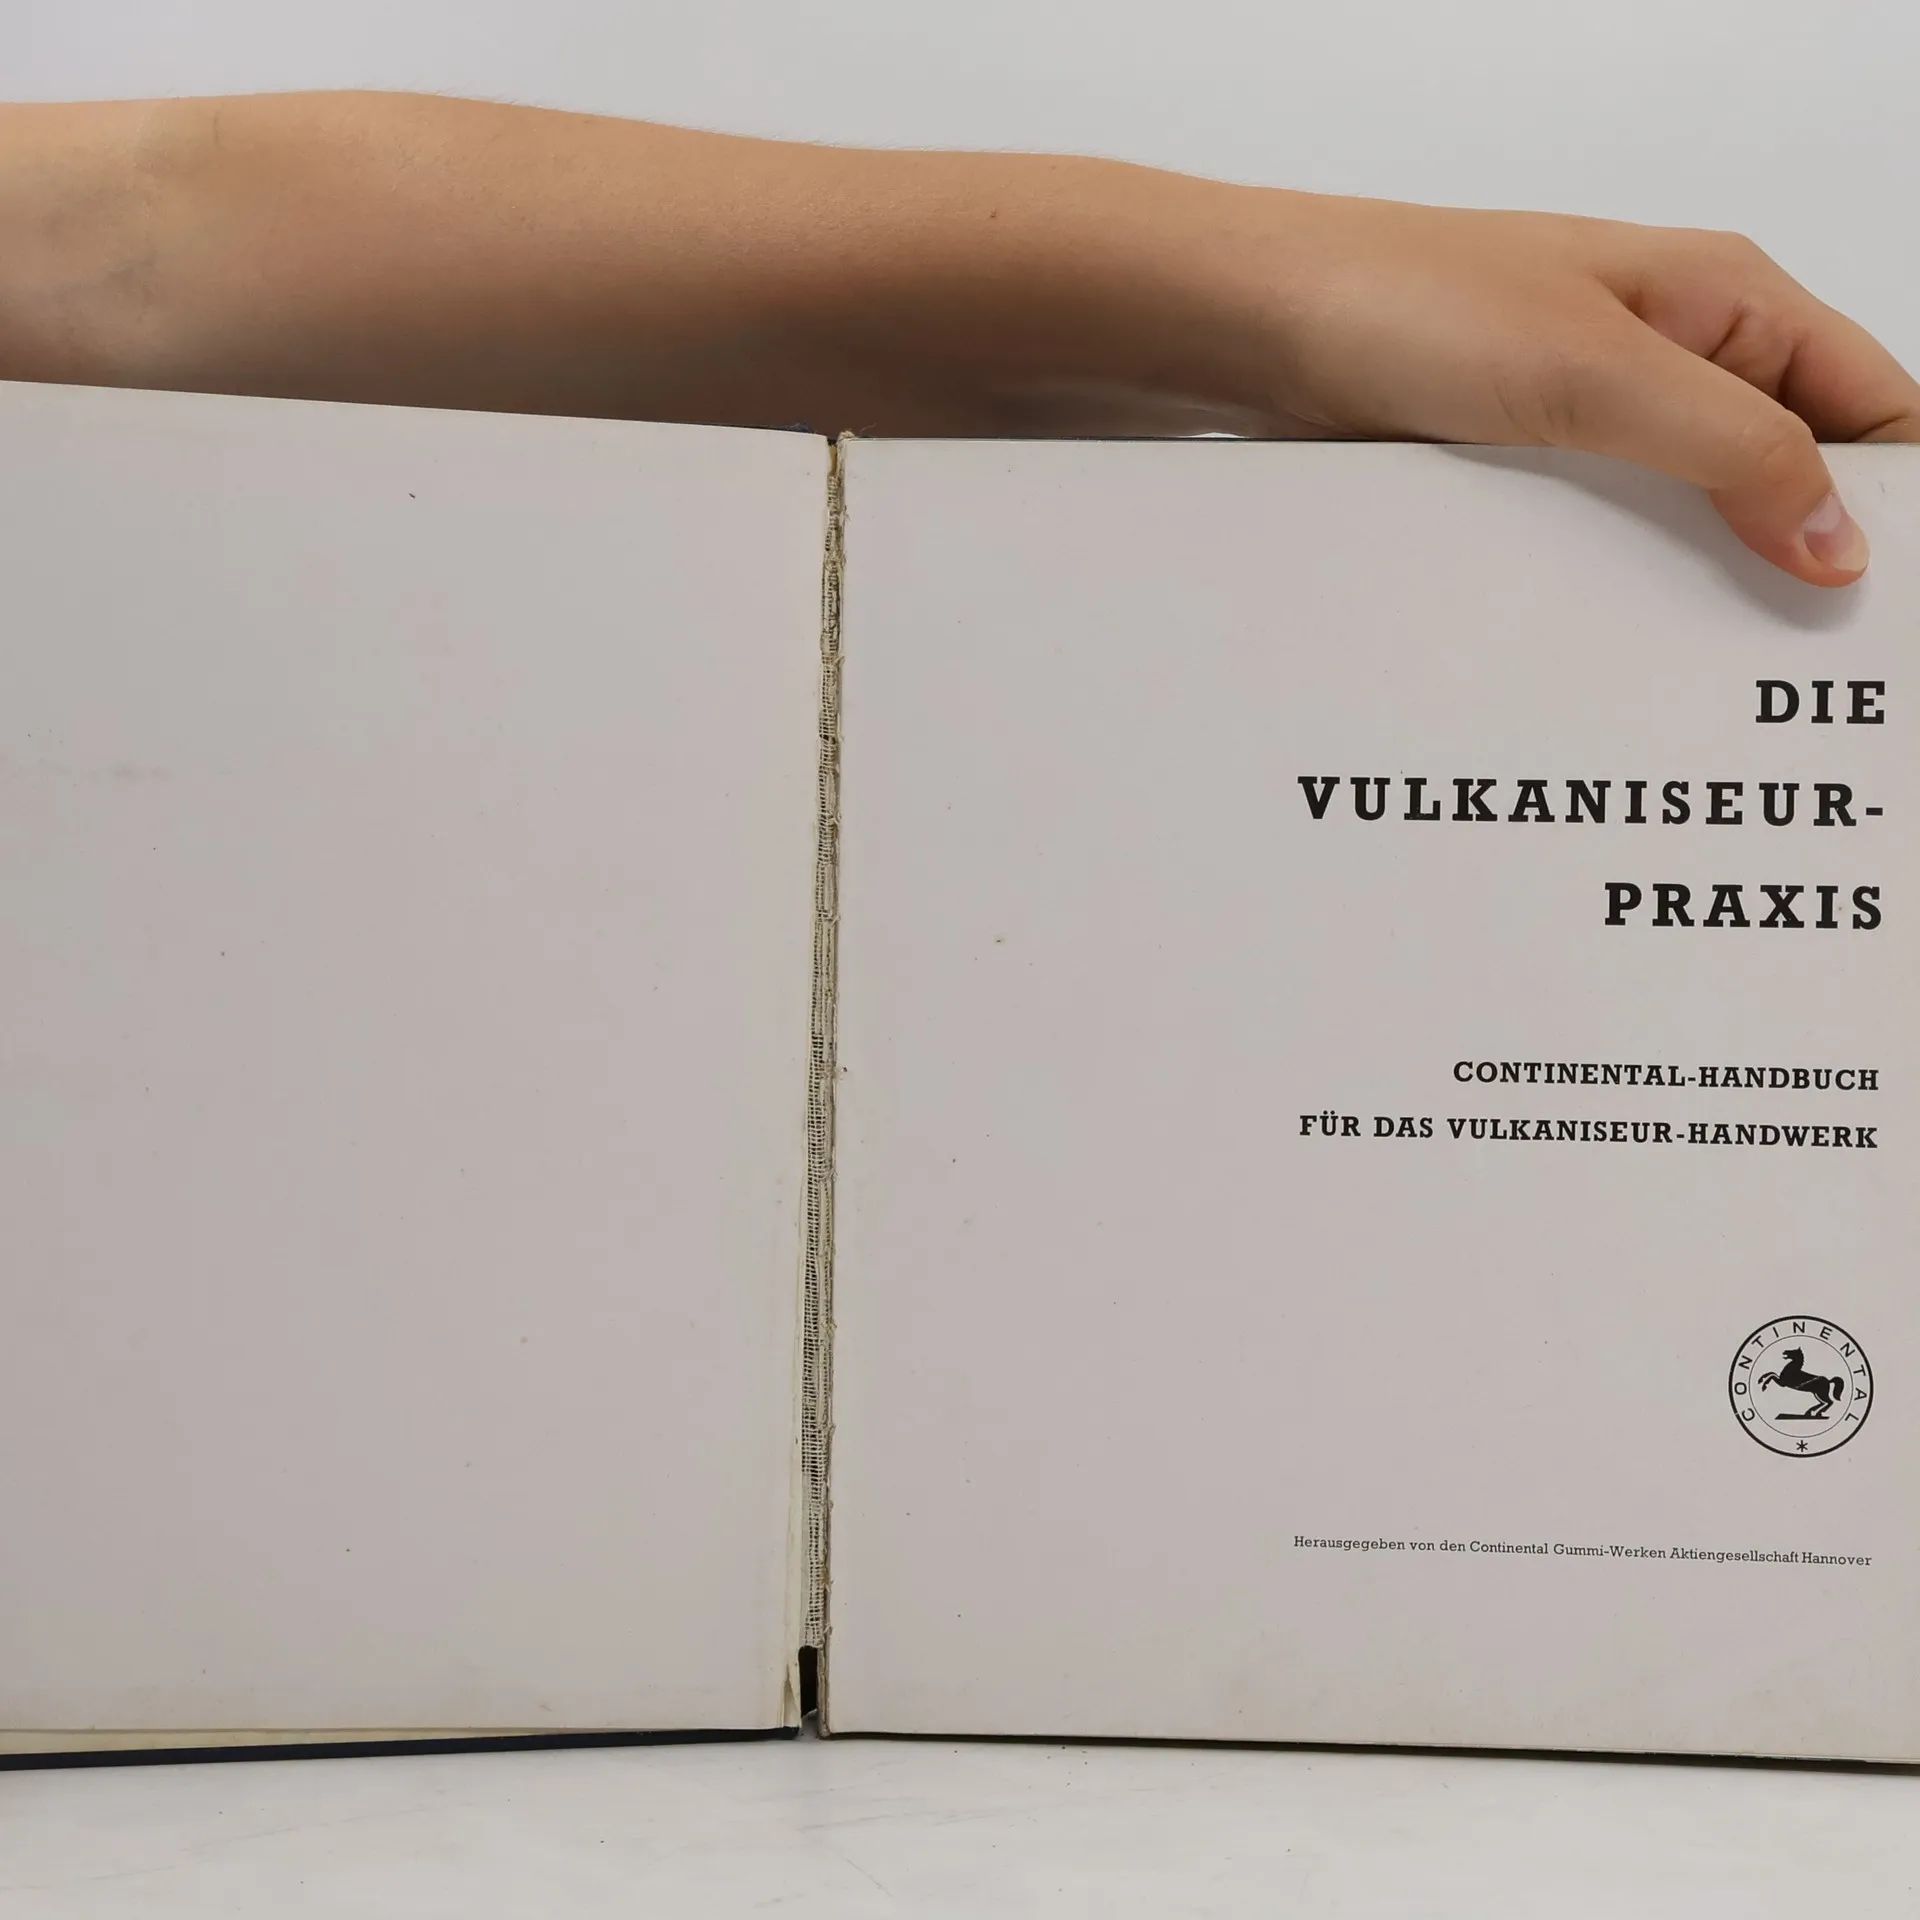 DIE
VULKANISEUR-
PRAXIS
CONTINENTAL-HANDBUCH
FÜR DAS VULKANISEUR-HANDWERK
CONTINENTAL
Herausgegeben von den Continental Gummi-Werken Aktiengesellschaft Hannover